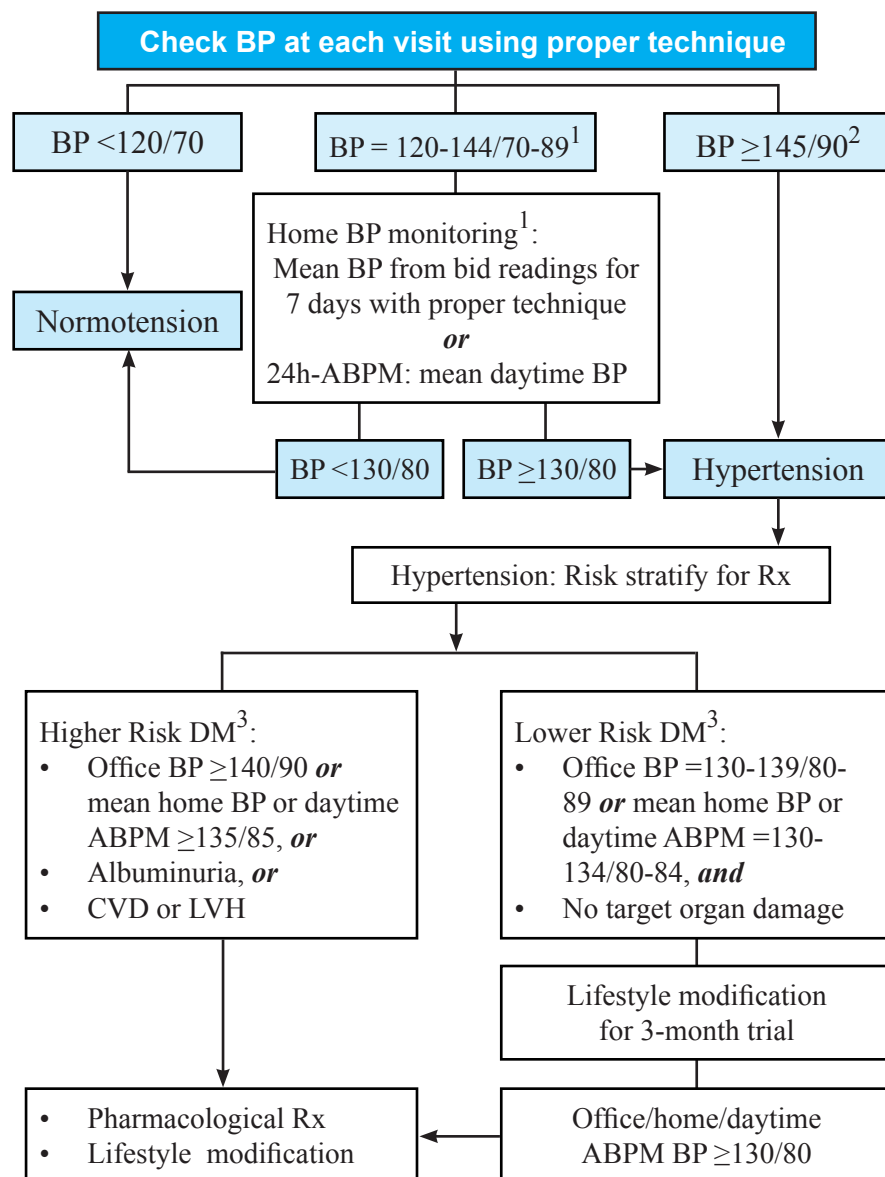 Check BP at each visit using proper technique
BP <120/70
BP = 120-144/70-89¹
BP ≥145/90²
Home BP monitoring¹:
Mean BP from bid readings for
7 days with proper technique
or
24h-ABPM: mean daytime BP
Normotension
BP <130/80
BP ≥130/80
Hypertension
Hypertension: Risk stratify for Rx
Higher Risk DM³:
• Office BP ≥140/90 or
mean home BP or daytime
ABPM ≥135/85, or
• Albuminuria, or
• CVD or LVH
Lower Risk DM³:
• Office BP =130-139/80-
89 or mean home BP or
daytime ABPM =130-
134/80-84, and
• No target organ damage
Lifestyle modification
for 3-month trial
• Pharmacological Rx
• Lifestyle modification
Office/home/daytime
ABPM BP ≥130/80